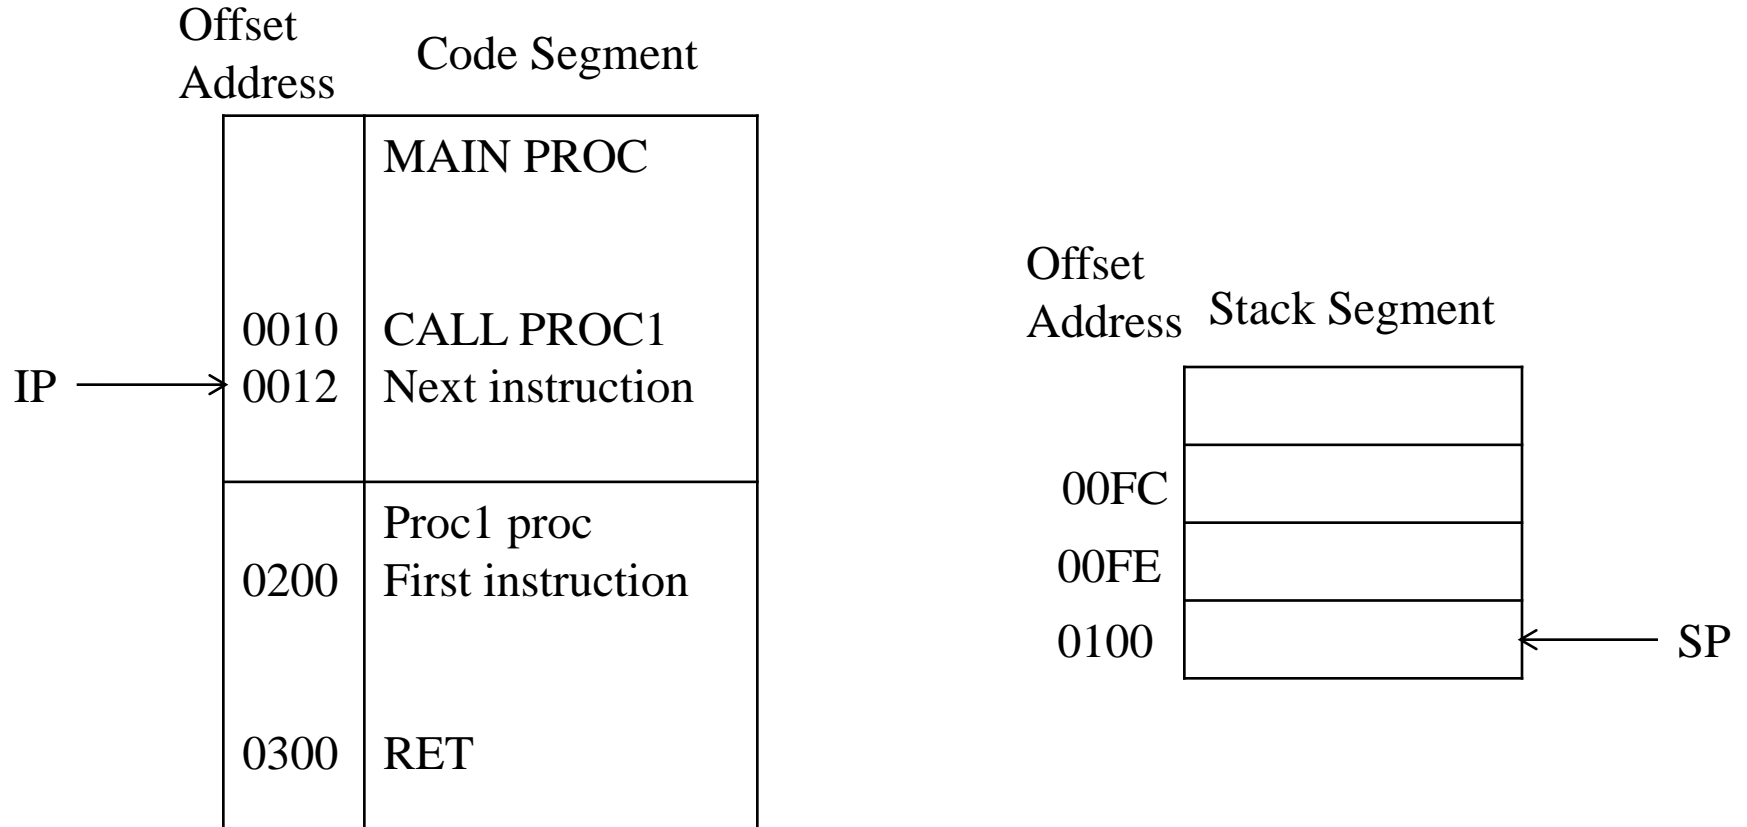 Offset
Address
Code Segment
MAIN PROC
0010 CALL PROC1
IP 0012 Next instruction
Proc1 proc
0200 First instruction
0300 RET
Offset
Address
Stack Segment
00FC
00FE
0100 SP